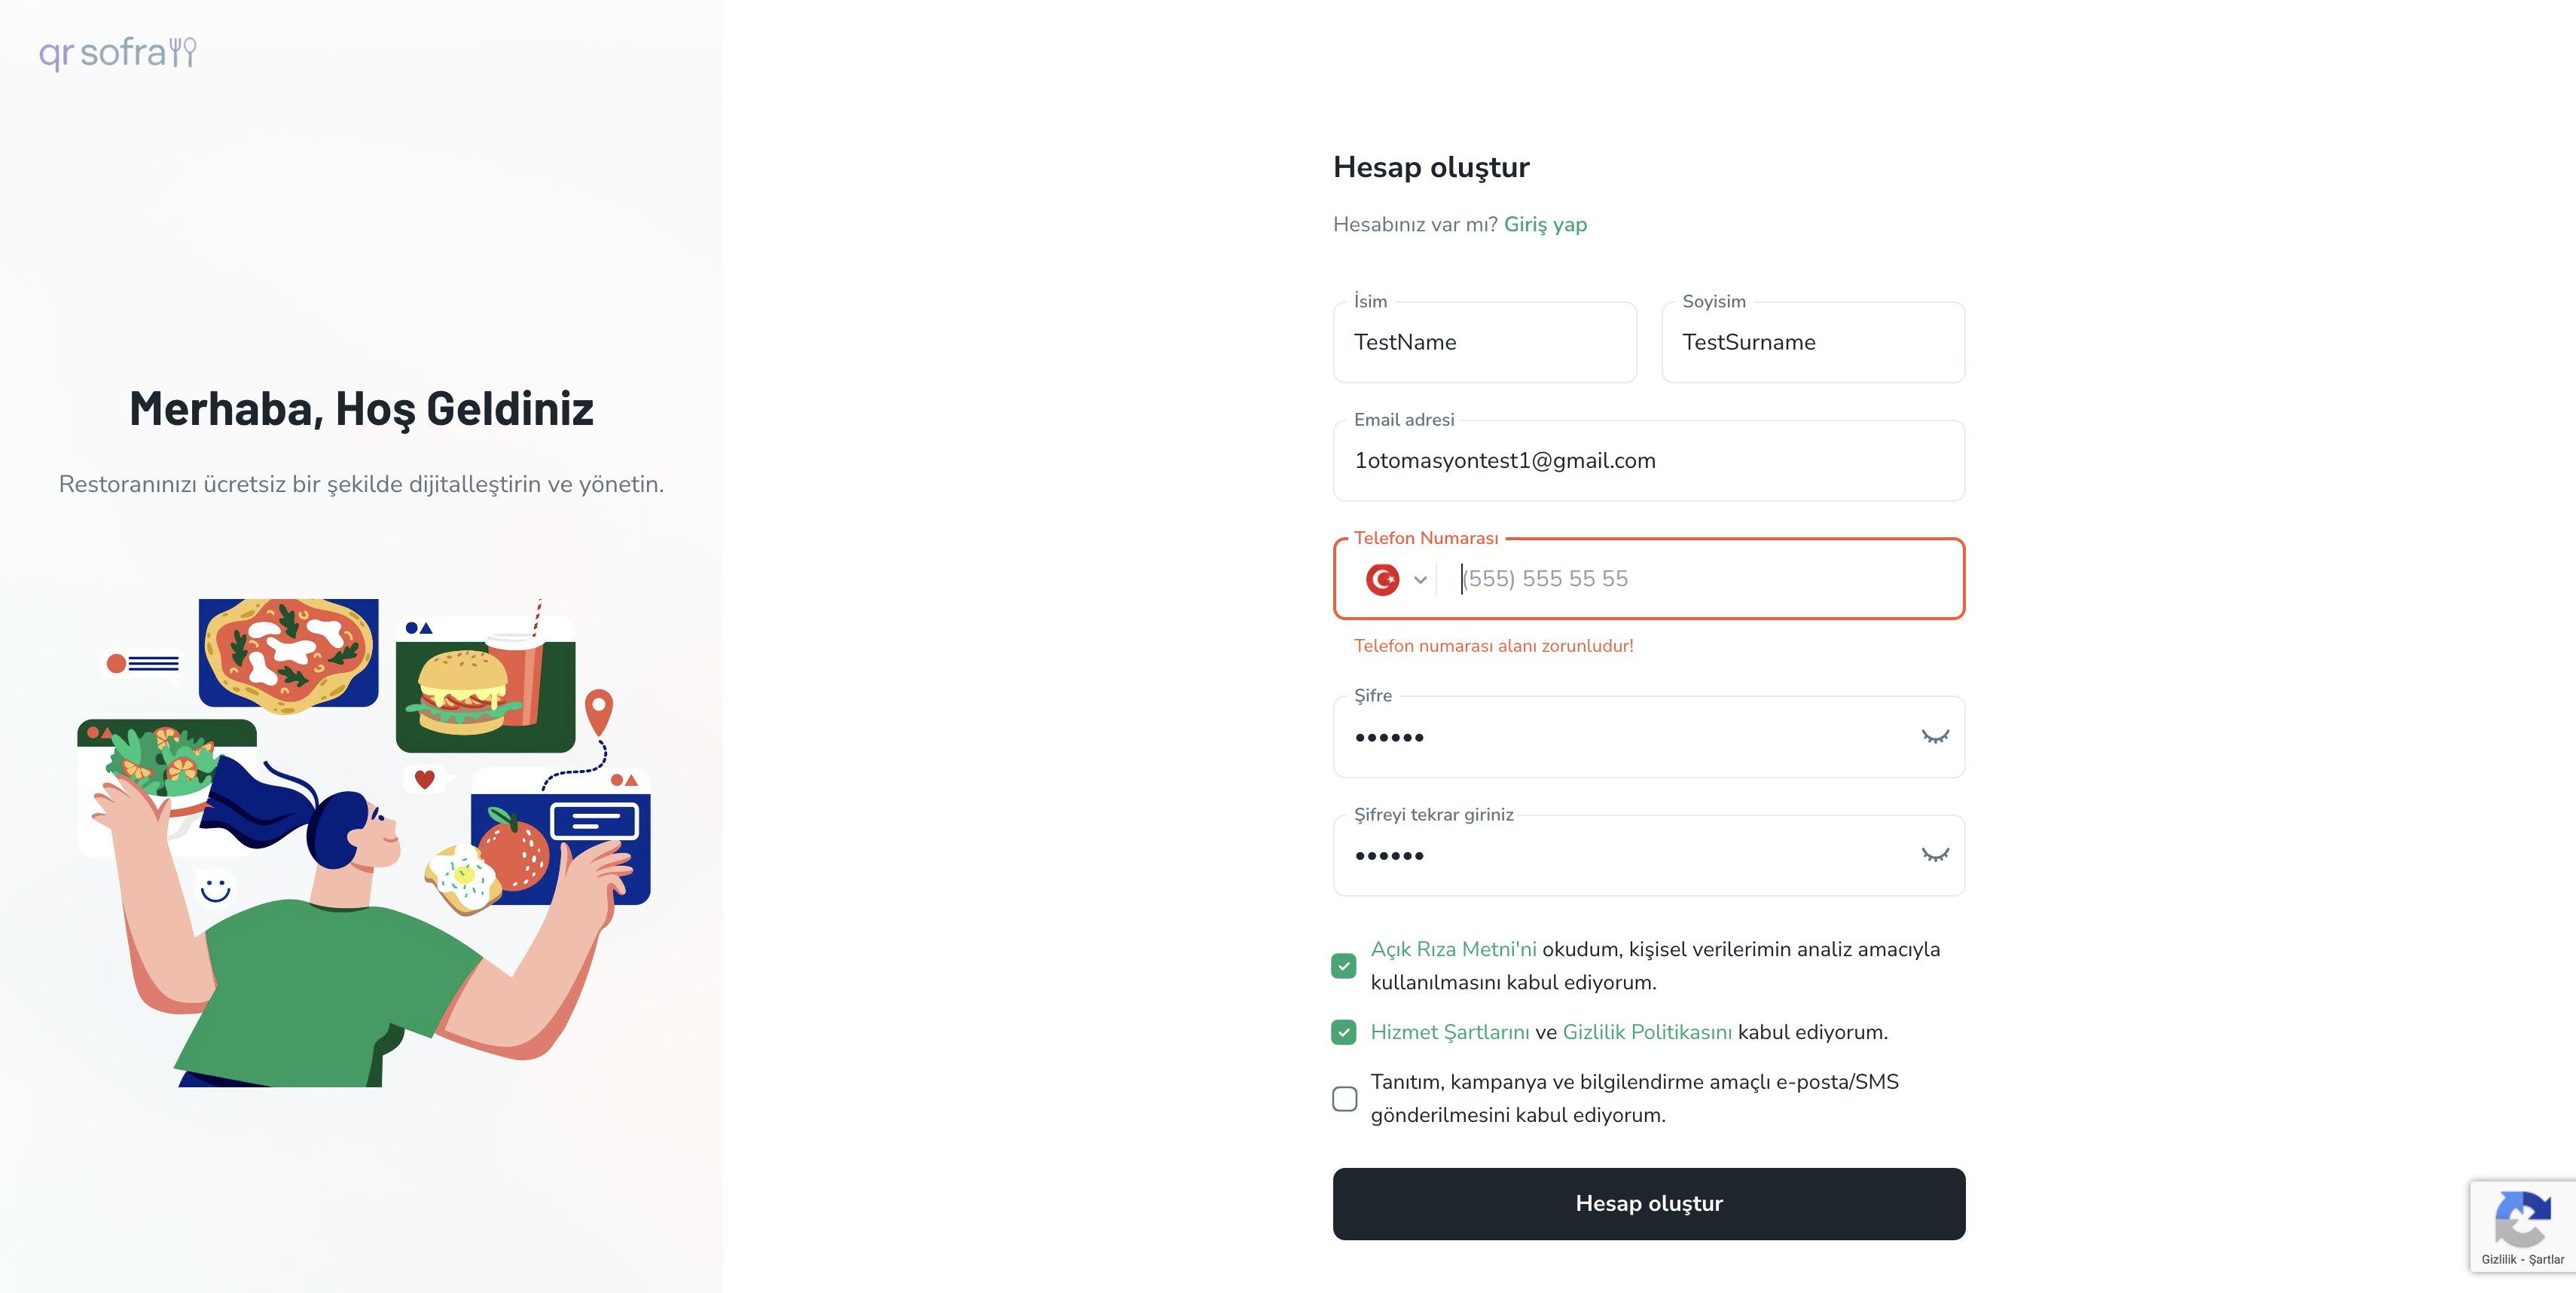 qr sofra
Merhaba, Hoş Geldiniz
Restoranınızı ücretsiz bir şekilde dijitalleştirin ve yönetin.
Hesap oluştur
Hesabınız var mı? Giriş yap
İsim
TestName
Soyisim
TestSurname
Email adresi
1otomasyontest1@gmail.com
Telefon Numarası
(555) 555 55 55
Telefon numarası alanı zorunludur!
Şifre
••••••
Şifreyi tekrar giriniz
••••••
Açık Rıza Metni'ni okudum, kişisel verilerimin analiz amacıyla
kullanılmasını kabul ediyorum.
Hizmet Şartlarını ve Gizlilik Politikasını kabul ediyorum.
Tanıtım, kampanya ve bilgilendirme amaçlı e-posta/SMS
gönderilmesini kabul ediyorum.
Hesap oluştur
Gizlilik - Şartlar